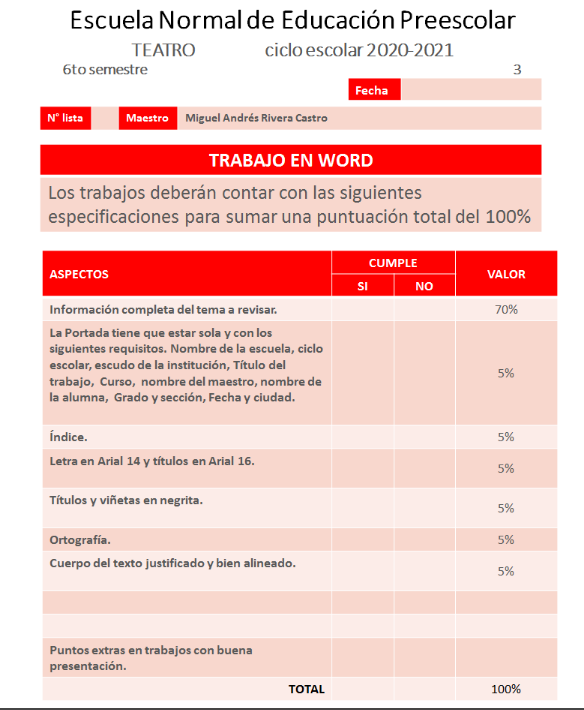 Escuela Normal de Educación Preescolar
TEATRO ciclo escolar 2020-2021
6to semestre 3
Fecha
N° lista Maestro Miguel Andrés Rivera Castro
TRABAJO EN WORD
Los trabajos deberán contar con las siguientes
especificaciones para sumar una puntuación total del 100%
ASPECTOS CUMPLE VALOR
SI NO
Información completa del tema a revisar. 70%
La Portada tiene que estar sola y con los
siguientes requisitos. Nombre de la escuela, ciclo
escolar, escudo de la institución, Título del
trabajo, Curso, nombre del maestro, nombre de
la alumna, Grado y sección, Fecha y ciudad. 5%
Índice. 5%
Letra en Arial 14 y títulos en Arial 16. 5%
Títulos y viñetas en negrita. 5%
Ortografía. 5%
Cuerpo del texto justificado y bien alineado. 5%
Puntos extras en trabajos con buena
presentación.
TOTAL 100%